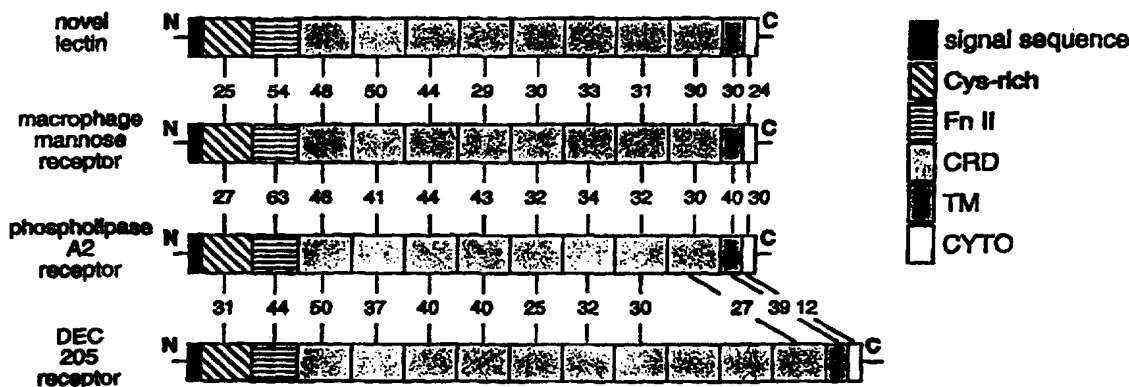 novel
lectin
N
C
25 54 48 50 44 29 30 33 31 30 30 24
macrophage
mannose
receptor
N
C
27 63 46 41 44 43 32 34 32 30 40 30
phospholipase
A2
receptor
N
C
31 44 50 37 40 40 25 32 30 27 39 12
DEC
205
receptor
N
C
signal sequence
Cys-rich
Fn II
CRD
TM
CYTO